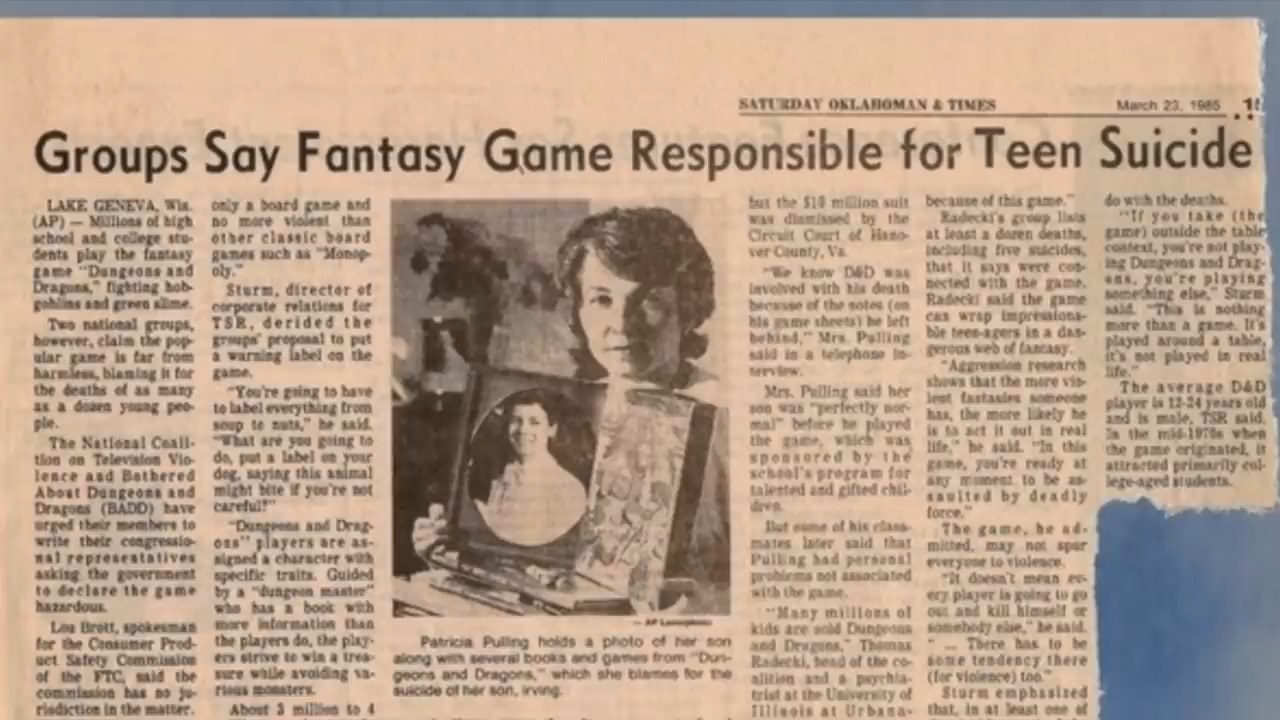 SATURDAY OKLAHOMAN & TIMES
March 23, 1985
Groups Say Fantasy Game Responsible for Teen Suicide
LAKE GENEVA, Wis.
(AP) — Millions of high
school and college stu-
dents play the fantasy
game "Dungeons and
Dragons," fighting hob-
goblins and green slime.
Two national groups,
however, claim the pop-
ular game is far from
harmless, blaming it for
the deaths of as many
as a dozen young peo-
ple.
The National Coali-
tion on Television Vio-
lence and Bothered
About Dungeons and
Dragons (BADD) have
urged their members to
write their congressio-
nal representatives
asking the government
to declare the game
hazardous.
Lou Brott, spokesman
for the Consumer Prod-
uct Safety Commission
of the FTC, said the
commission has no ju-
risdiction in the matter.
only a board game and
no more violent than
other classic board
games such as "Monop-
oly."
Sturm, director of
corporate relations for
TSR, derided the
groups' proposal to put
a warning label on the
game.
"You're going to have
to label everything from
soup to nuts," he said.
"What are you going to
do, put a label on your
dog, saying this animal
might bite if you're not
careful?"
"Dungeons and Drag-
ons" players are as-
signed a character with
specific traits. Guided
by a "dungeon master"
who has a book with
more information than
the players do, the play-
ers strive to win a trea-
sure while avoiding va-
rious monsters.
About 3 million to 4
— AP Laserphoto
Patricia Pulling holds a photo of her son
along with several books and games from "Dun-
geons and Dragons," which she blames for the
suicide of her son, Irving.
but the $10 million suit
was dismissed by the
Circuit Court of Hano-
ver County, Va.
"We know D&D was
involved with his death
because of the notes (on
his game sheets) he left
behind," Mrs. Pulling
said in a telephone in-
terview.
Mrs. Pulling said her
son was "perfectly nor-
mal" before he played
the game, which was
sponsored by the
school's program for
talented and gifted chil-
dren.
But some of his class-
mates later said that
Pulling had personal
problems not associated
with the game.
"Many millions of
kids are sold Dungeons
and Dragons," Thomas
Radecki, head of the co-
alition and a psychia-
trist at the University of
Illinois at Urbana-
because of this game."
Radecki's group lists
at least a dozen deaths,
including five suicides,
that it says were con-
nected with the game.
Radecki said the game
can wrap impressiona-
ble teen-agers in a dan-
gerous web of fantasy.
"Aggression research
shows that the more vio-
lent fantasies someone
has, the more likely he
is to act it out in real
life," he said. "In this
game, you're ready at
any moment to be as-
saulted by deadly
force."
The game, he ad-
mitted, may not spur
everyone to violence.
"It doesn't mean ev-
ery player is going to go
out and kill himself or
somebody else," he said.
" ... There has to be
some tendency there
(for violence) too."
Sturm emphasized
that, in at least one of
do with the deaths.
"If you take (the
game) outside the table
context, you're not play-
ing Dungeons and Drag-
ons, you're playing
something else," Sturm
said. "This is nothing
more than a game. It's
played around a table,
it's not played in real
life."
The average D&D
player is 12-24 years old
and is male, TSR said.
In the mid-1970s when
the game originated, it
attracted primarily col-
lege-aged students.